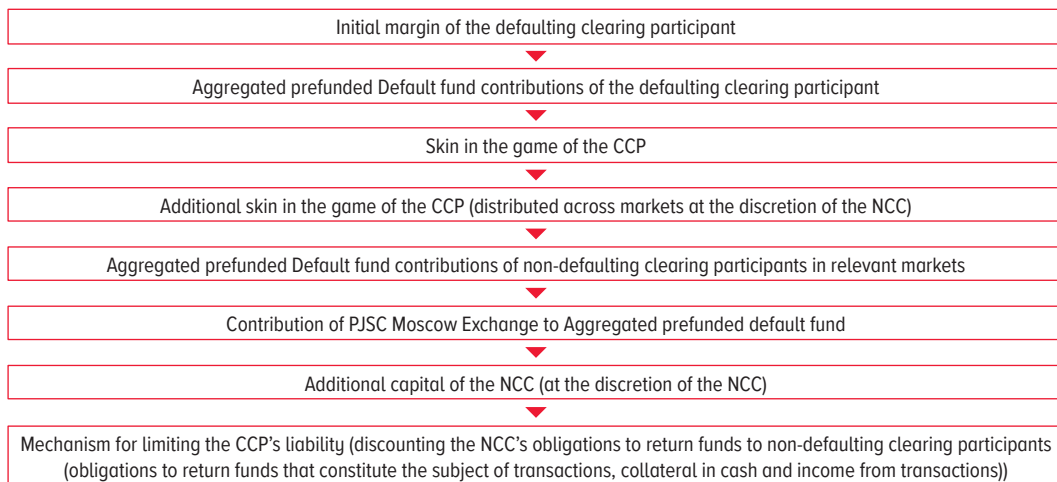 Initial margin of the defaulting clearing participant
Aggregated prefunded Default fund contributions of the defaulting clearing participant
Skin in the game of the CCP
Additional skin in the game of the CCP (distributed across markets at the discretion of the NCC)
Aggregated prefunded Default fund contributions of non-defaulting clearing participants in relevant markets
Contribution of PJSC Moscow Exchange to Aggregated prefunded default fund
Additional capital of the NCC (at the discretion of the NCC)
Mechanism for limiting the CCP’s liability (discounting the NCC’s obligations to return funds to non-defaulting clearing participants
(obligations to return funds that constitute the subject of transactions, collateral in cash and income from transactions))